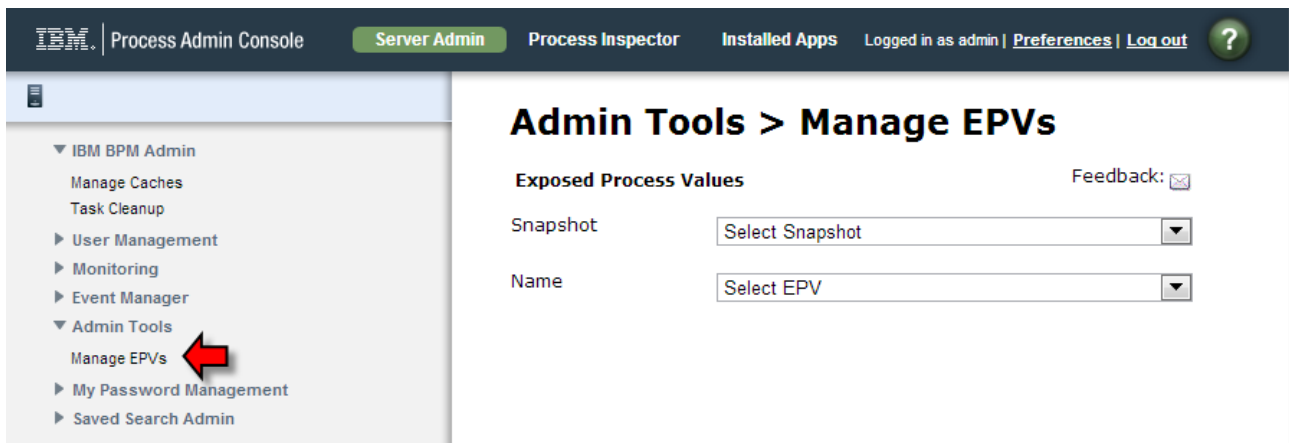 IBM. Process Admin Console Server Admin Process Inspector Installed Apps Logged in as admin | Preferences | Log out ?
IBM BPM Admin
Manage Caches
Task Cleanup
User Management
Monitoring
Event Manager
Admin Tools
Manage EPVs
My Password Management
Saved Search Admin
Admin Tools > Manage EPVs
Exposed Process Values Feedback:
Snapshot Select Snapshot
Name Select EPV